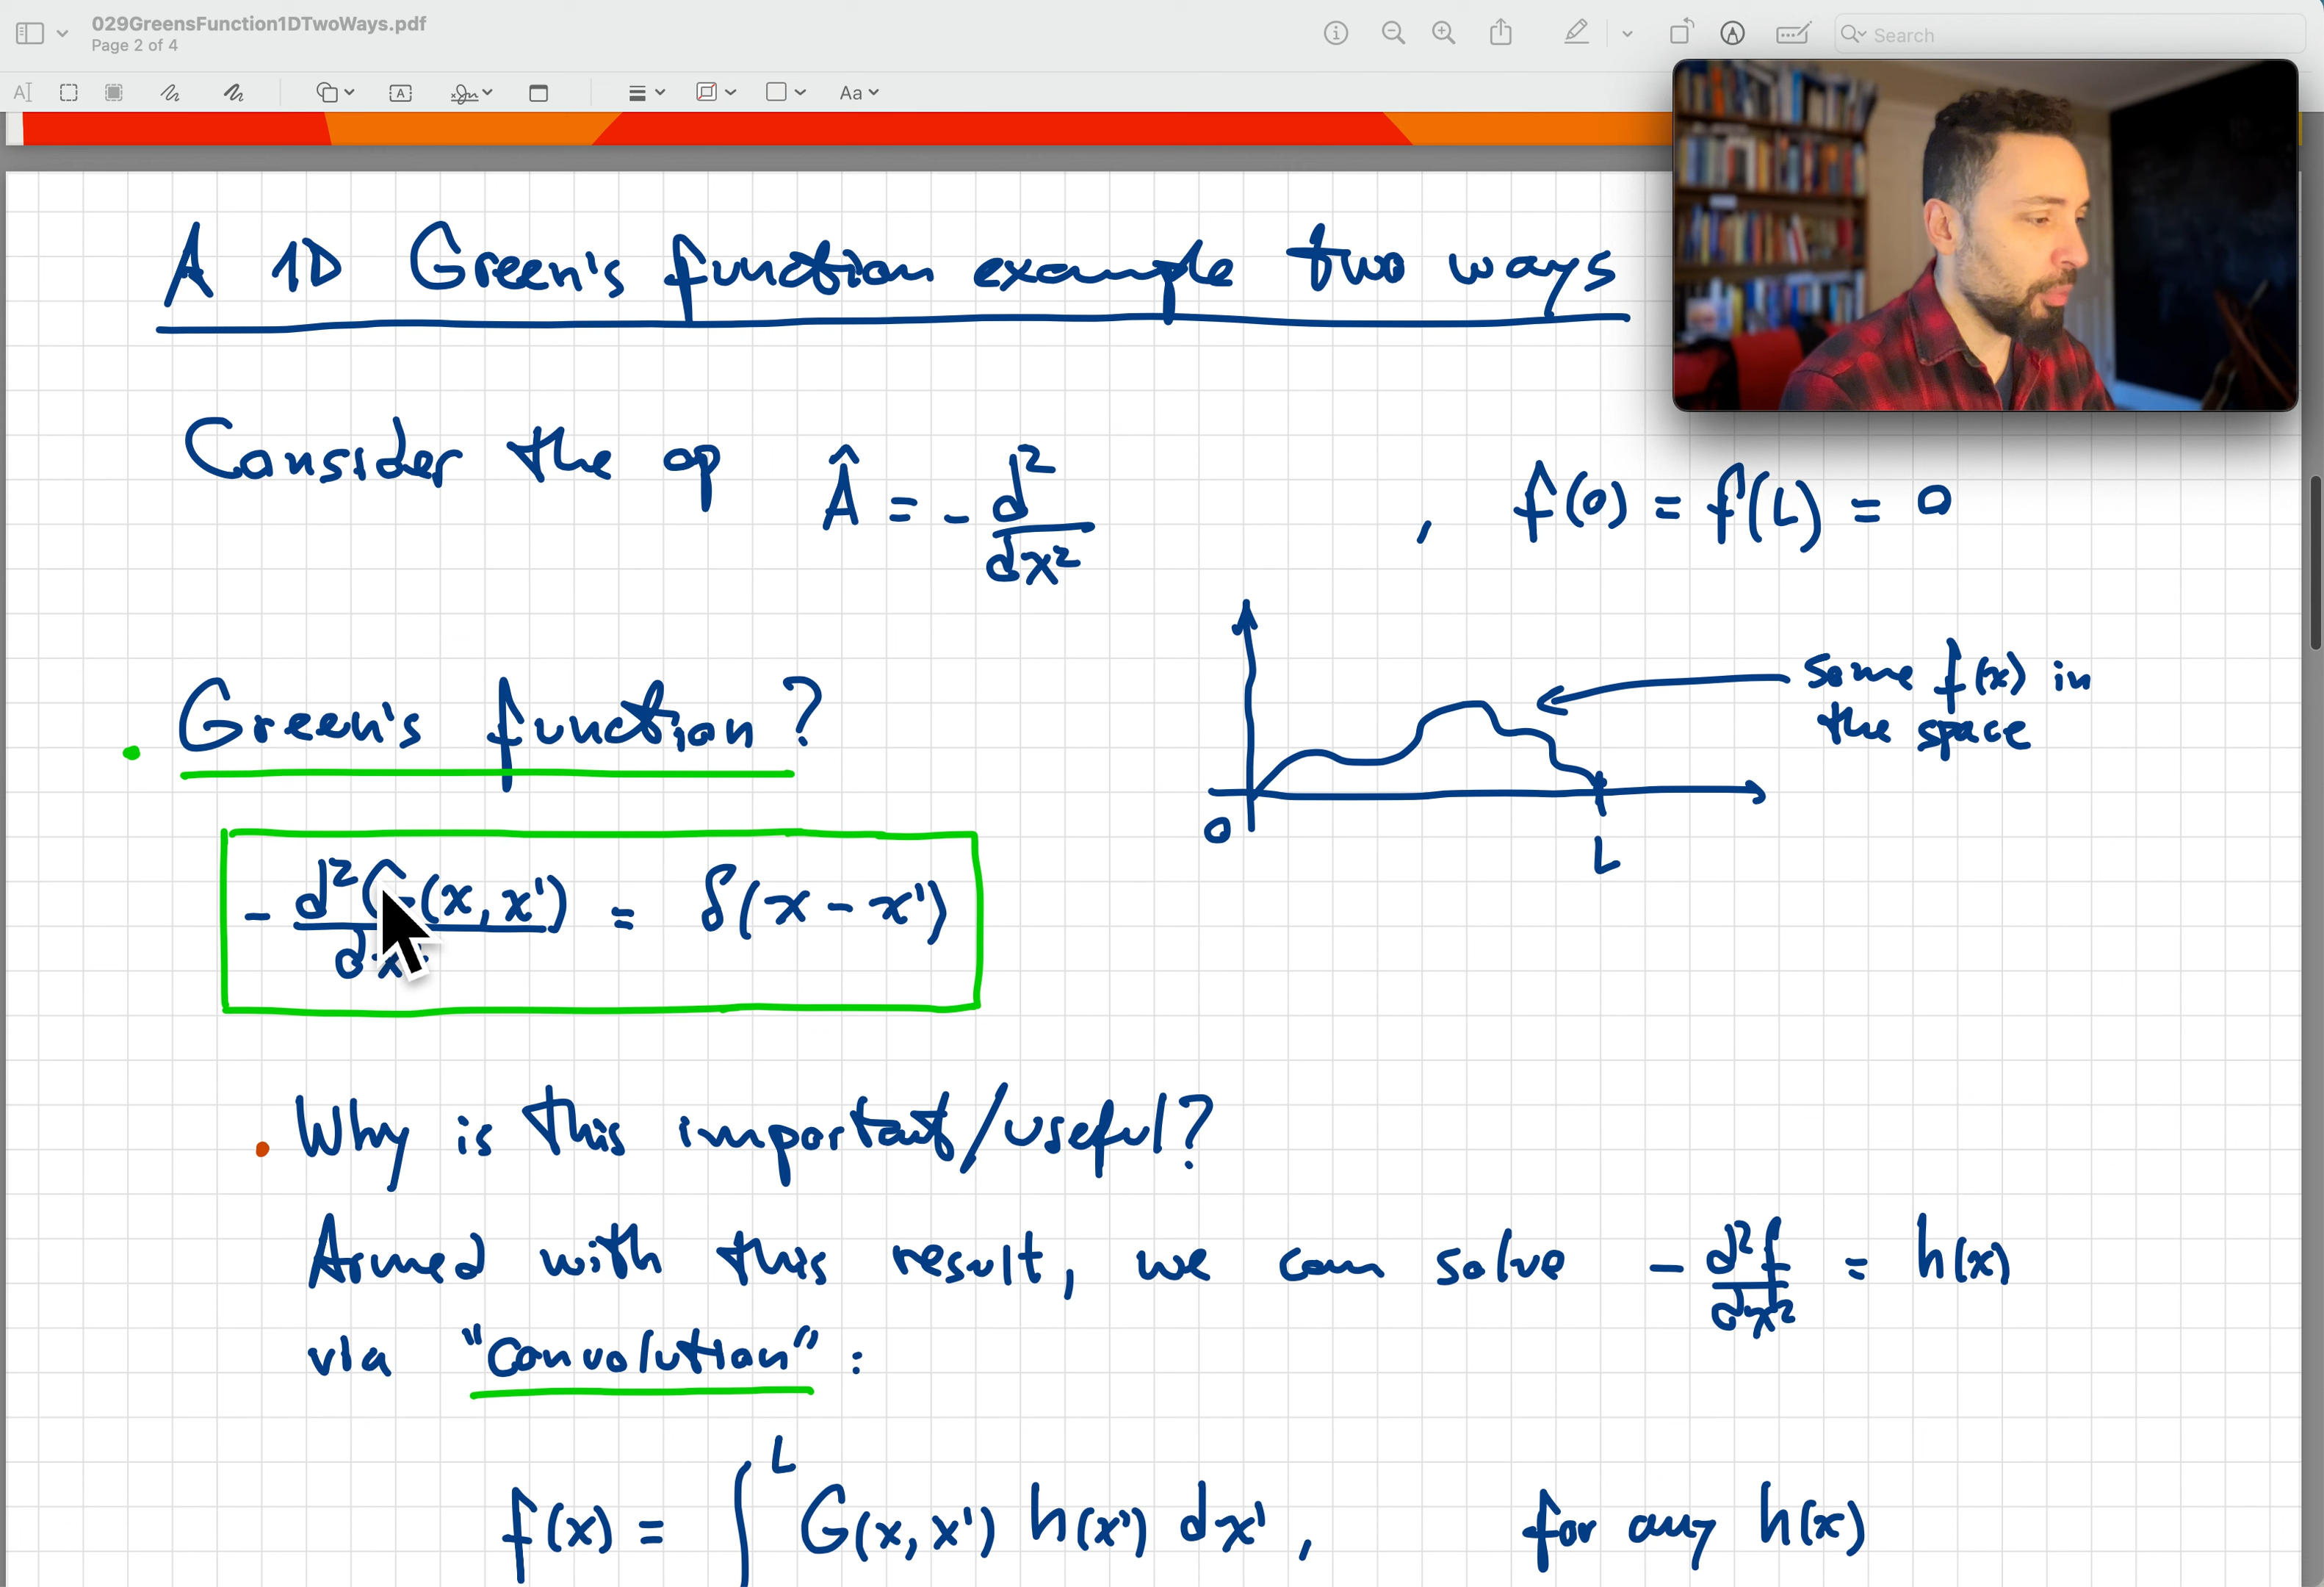 029GreensFunction1DTwoWays.pdf
Page 2 of 4
Search
Aa
A 1D Green's function example two ways
Consider the op Â = - d²/dx² , f(0) = f(L) = 0
Green's function?
some f(x) in
the space
0
L
- d²G(x,x')/dx² = δ(x - x')
Why is this important/useful?
Armed with this result, we can solve - d²f/dx² = h(x)
via "convolution":
f(x) = ∫ᴸ G(x,x') h(x') dx' , for any h(x)